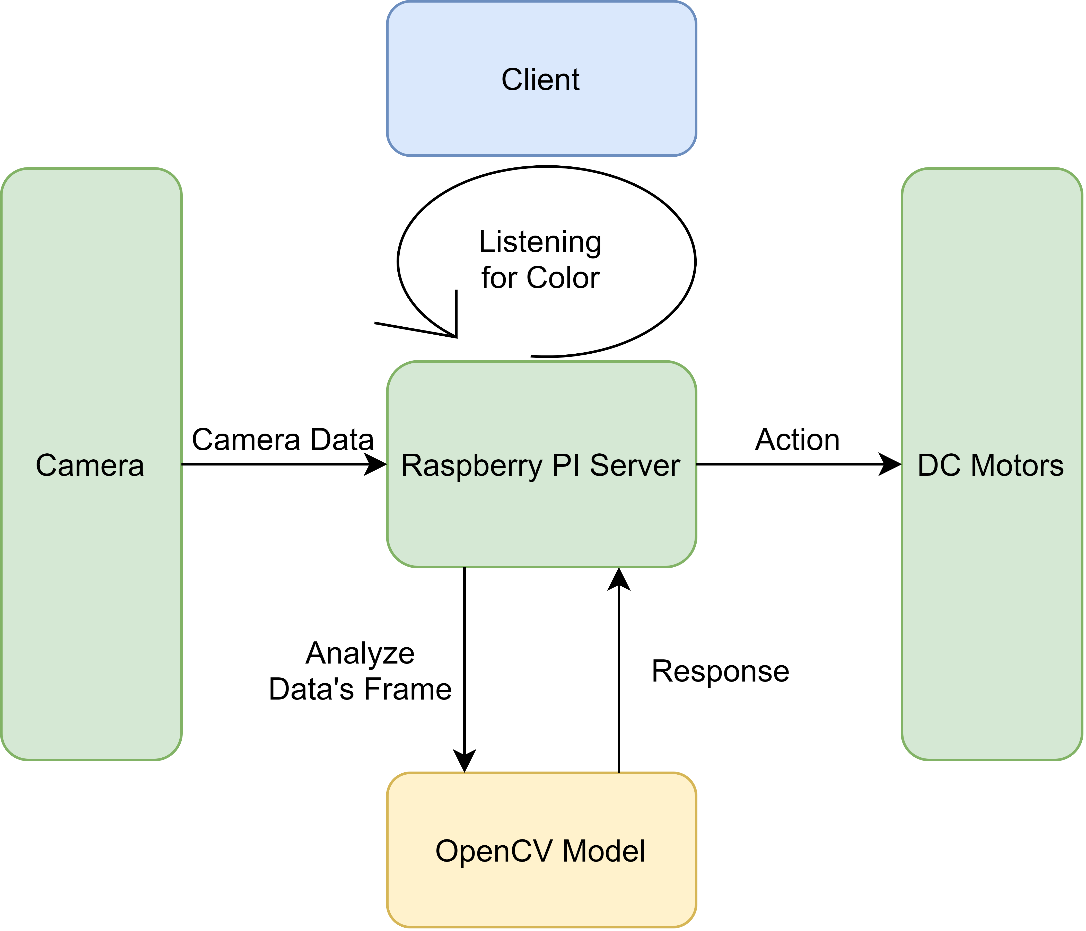 Client
Listening
for Color
Camera Data
Action
Camera
Raspberry PI Server
DC Motors
Analyze
Data's Frame
Response
OpenCV Model